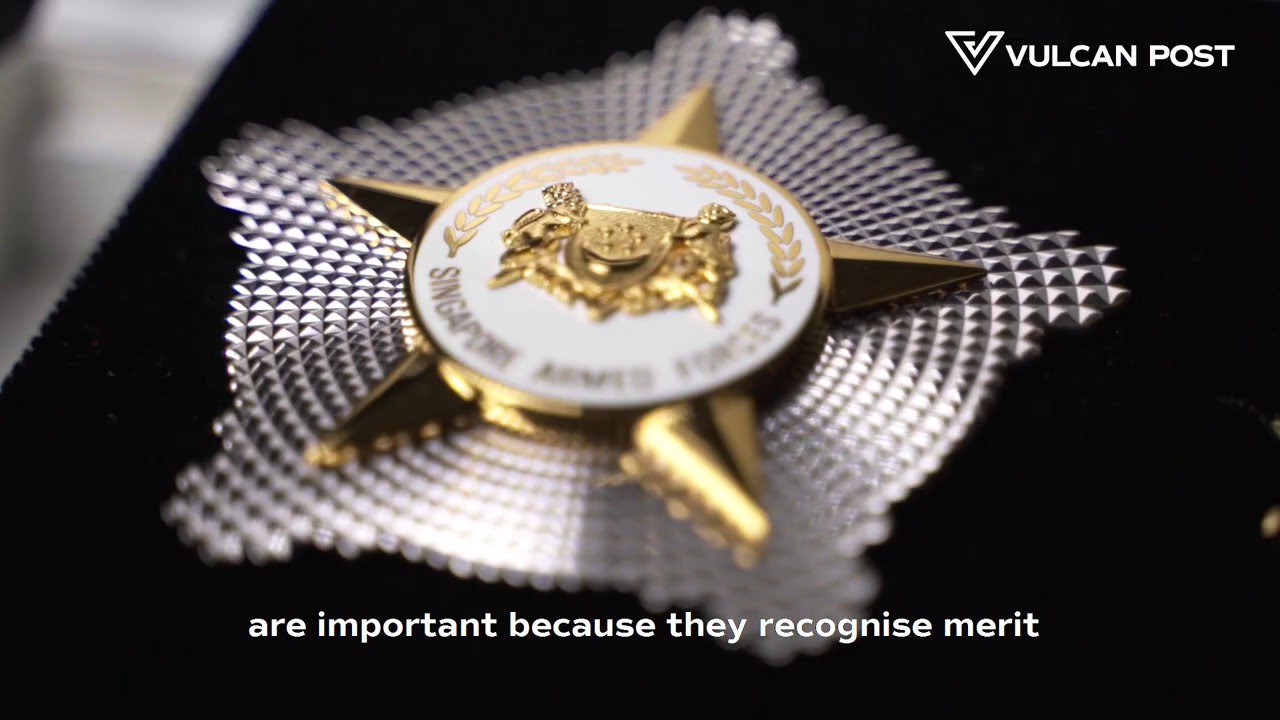 VULCAN POST
SINGAPORE ARMED FORCES
are important because they recognise merit